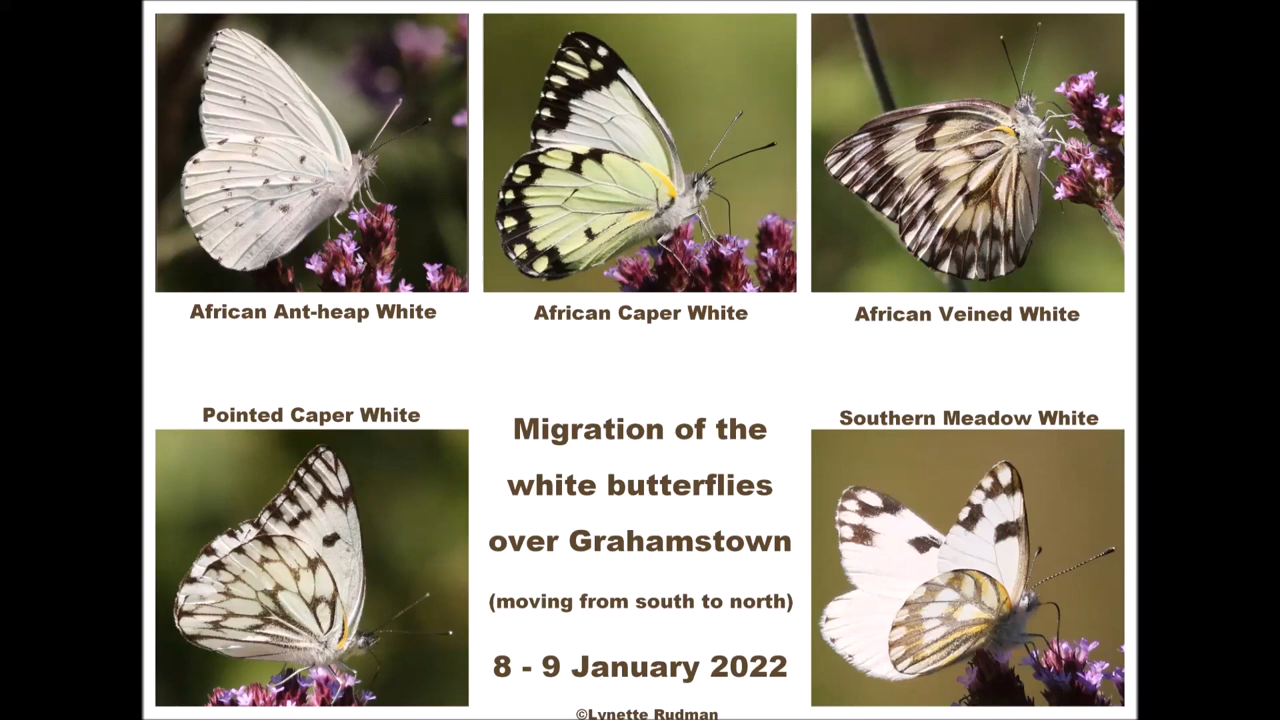 African Ant-heap White
African Caper White
African Veined White
Pointed Caper White
Southern Meadow White
Migration of the
white butterflies
over Grahamstown
(moving from south to north)
8 - 9 January 2022
©Lynette Rudman